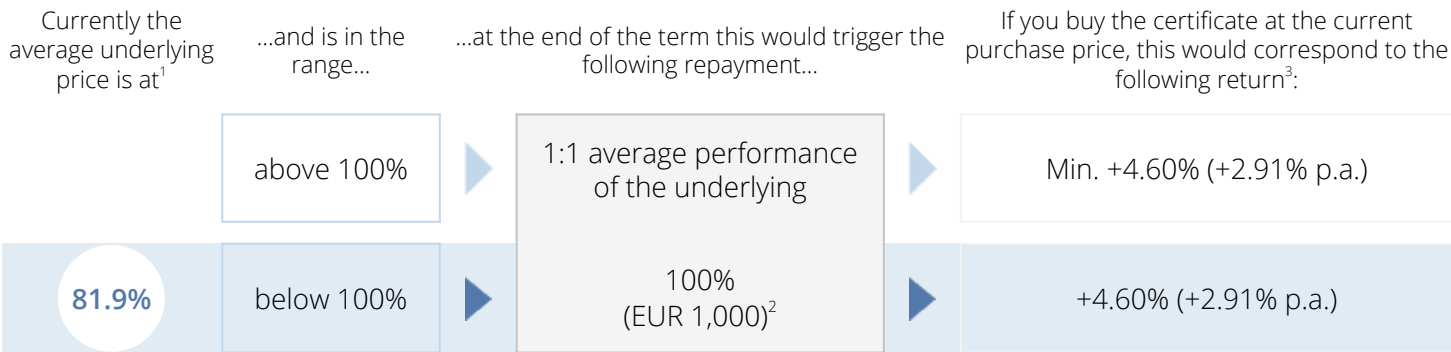 Currently the
average underlying
price is at¹
...and is in the
range...
...at the end of the term this would trigger the
following repayment...
If you buy the certificate at the current
purchase price, this would correspond to the
following return³:
above 100%
1:1 average performance
of the underlying
Min. +4.60% (+2.91% p.a.)
81.9%
below 100%
100%
(EUR 1,000)²
+4.60% (+2.91% p.a.)